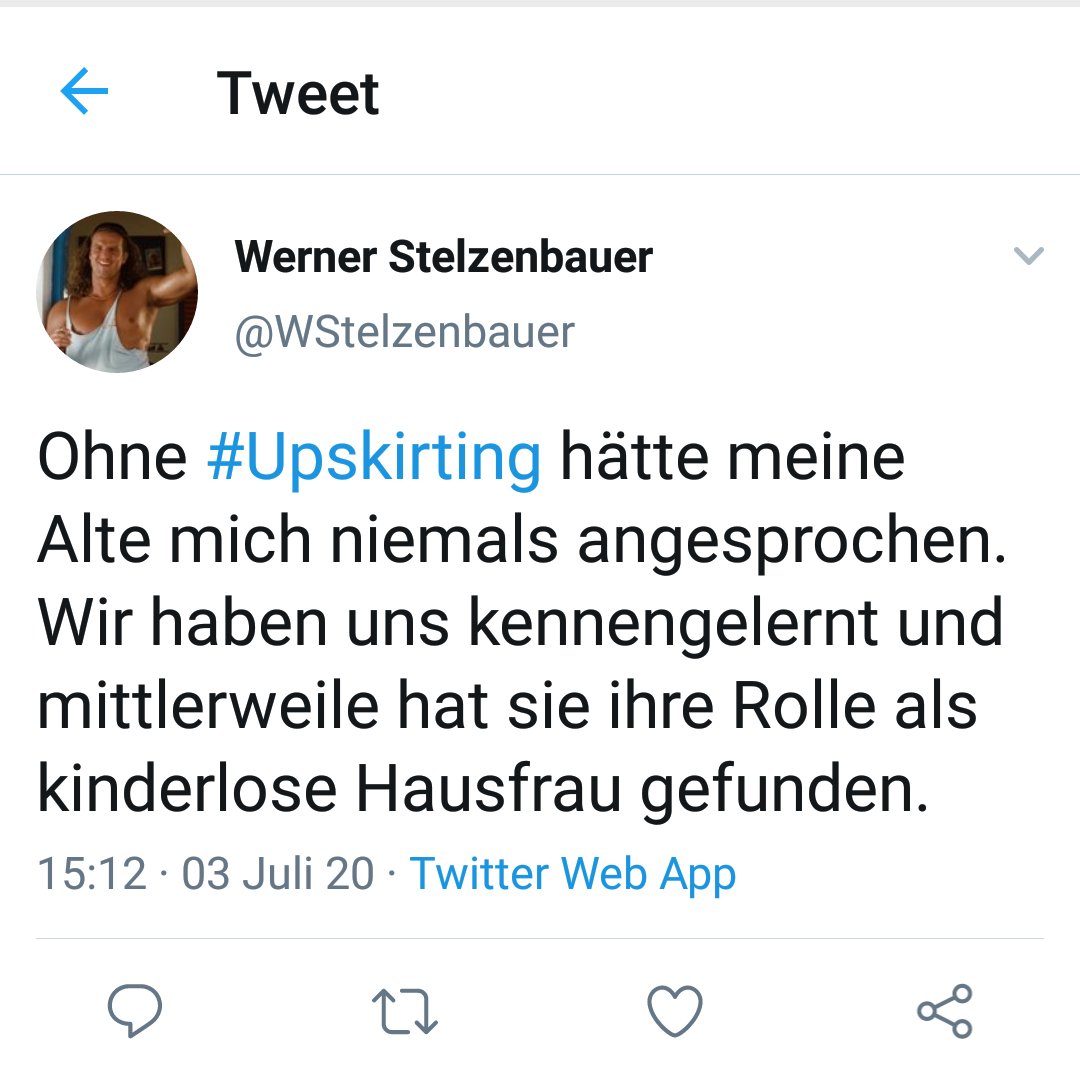 Tweet
Werner Stelzenbauer
@WStelzenbauer
Ohne #Upskirting hätte meine
Alte mich niemals angesprochen.
Wir haben uns kennengelernt und
mittlerweile hat sie ihre Rolle als
kinderlose Hausfrau gefunden.
15:12 · 03 Juli 20 · Twitter Web App